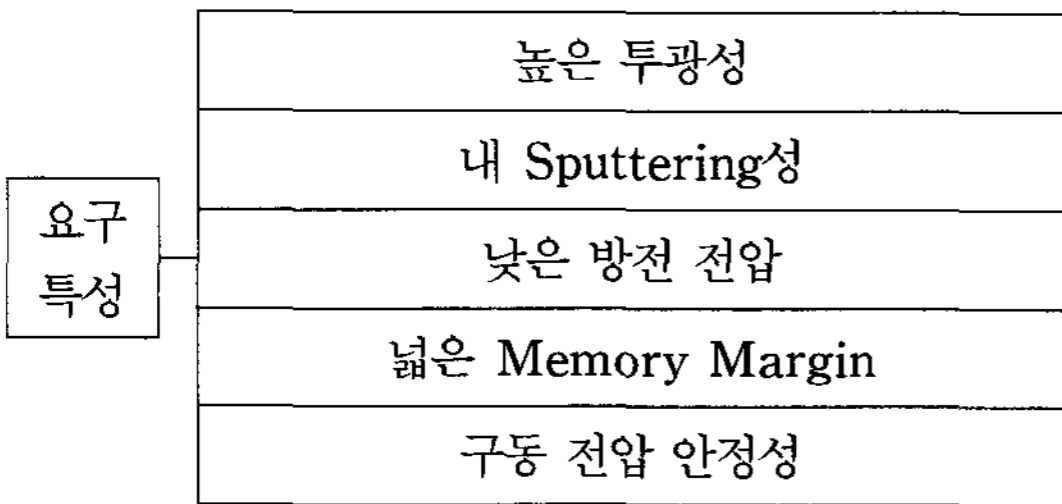 높은 투광성
내 Sputtering성
요구
특성
낮은 방전 전압
넓은 Memory Margin
구동 전압 안정성